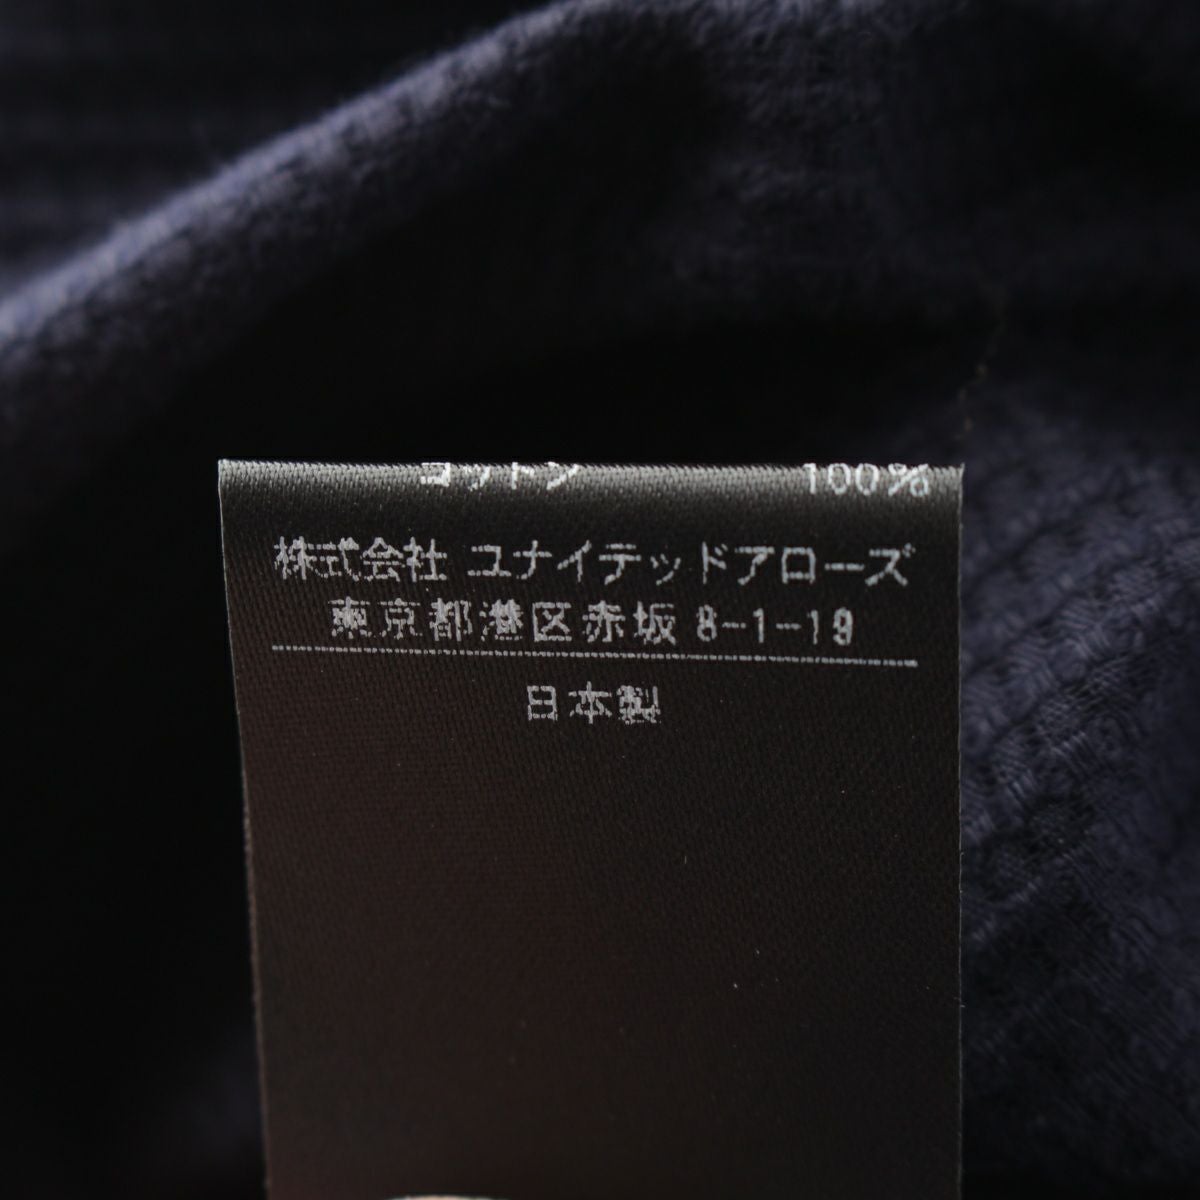 コットン 100%
株式会社 ユナイテッドアローズ
東京都港区赤坂 8-1-19
日本製